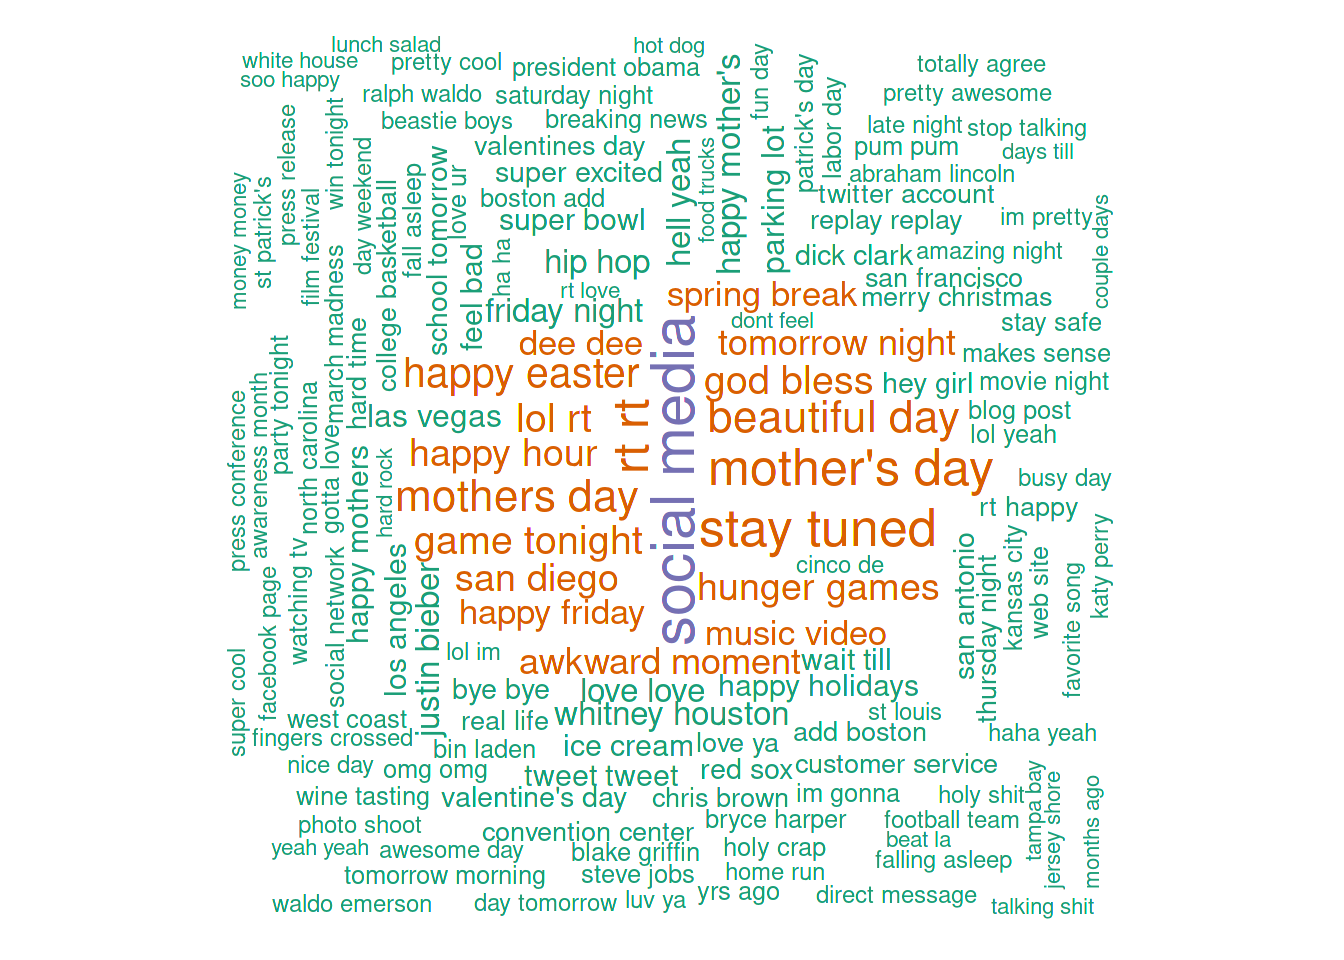 lunch salad
hot dog
white house
pretty cool
president obama
totally agree
soo happy
ralph waldo
saturday night
pretty awesome
beastie boys
breaking news
late night
stop talking
valentines day
pum pum
days till
super excited
abraham lincoln
boston add
twitter account
super bowl
replay replay
im pretty
hip hop
dick clark
amazing night
rt love
san francisco
spring break
merry christmas
friday night
dont feel
stay safe
dee dee
tomorrow night
makes sense
happy easter
god bless
hey girl
movie night
las vegas
lol rt
beautiful day
blog post
lol yeah
happy hour
mother's day
busy day
mothers day
rt happy
game tonight
stay tuned
cinco de
san diego
hunger games
happy friday
music video
lol im
awkward moment
wait till
bye bye
love love
happy holidays
west coast
real life
whitney houston
st louis
fingers crossed
bin laden
ice cream
love ya
add boston
haha yeah
nice day
omg omg
tweet tweet
red sox
customer service
wine tasting
valentine's day
chris brown
im gonna
holy shit
photo shoot
convention center
bryce harper
football team
yeah yeah
awesome day
blake griffin
holy crap
beat la
falling asleep
tomorrow morning
steve jobs
home run
waldo emerson
day tomorrow
luv ya
yrs ago
direct message
talking shit
money money
st patrick's
press release
film festival
win tonight
day weekend
college basketball
fall asleep
school tomorrow
love ur
feel bad
ha ha
hell yeah
food trucks
happy mother's
fun day
parking lot
patrick's day
labor day
couple days
press conference
awareness month
party tonight
north carolina
march madness
gotta love
hard time
happy mothers
hard rock
rt rt
social media
super cool
facebook page
watching tv
social network
los angeles
justin bieber
san antonio
thursday night
kansas city
web site
favorite song
katy perry
tampa bay
jersey shore
months ago